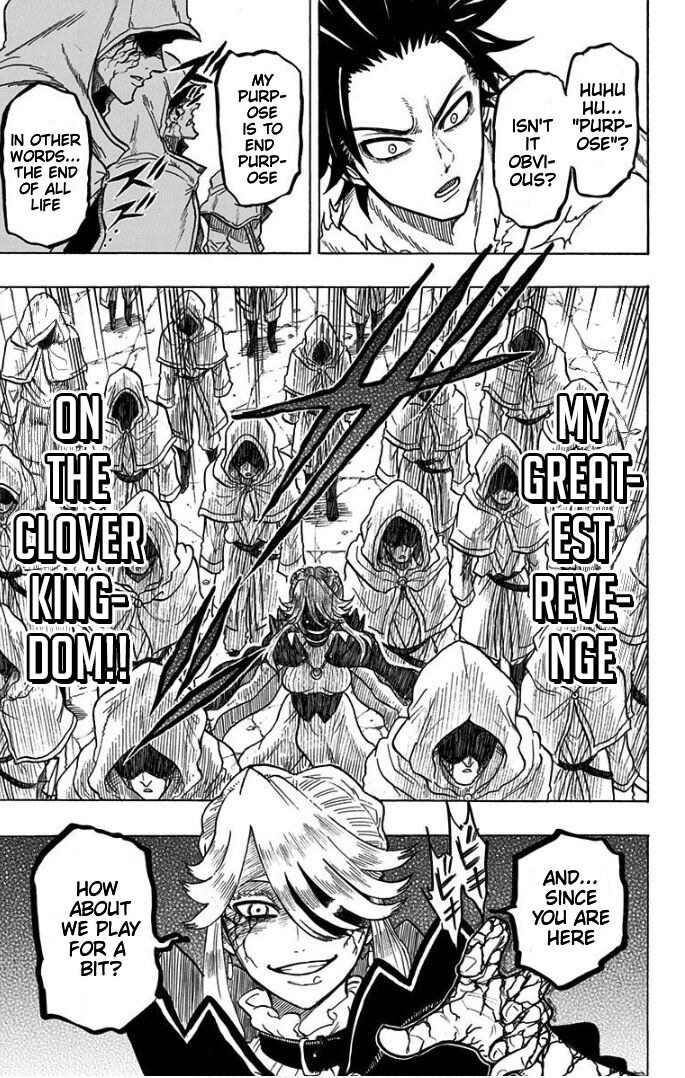 HUHU
HU...
"PURP-
OSE"?
ISN'T
IT
OBVI-
OUS?
MY
PURP-
OSE
IS TO
END
PURP-
OSE
IN OTHER
WORDS...
THE END
OF ALL
LIFE
MY
GREAT-
EST
REVE-
NGE
ON
THE
CLOVER
KING-
DOM!!
AND...
SINCE
YOU ARE
HERE
HOW
ABOUT
WE PLAY
FOR A
BIT?